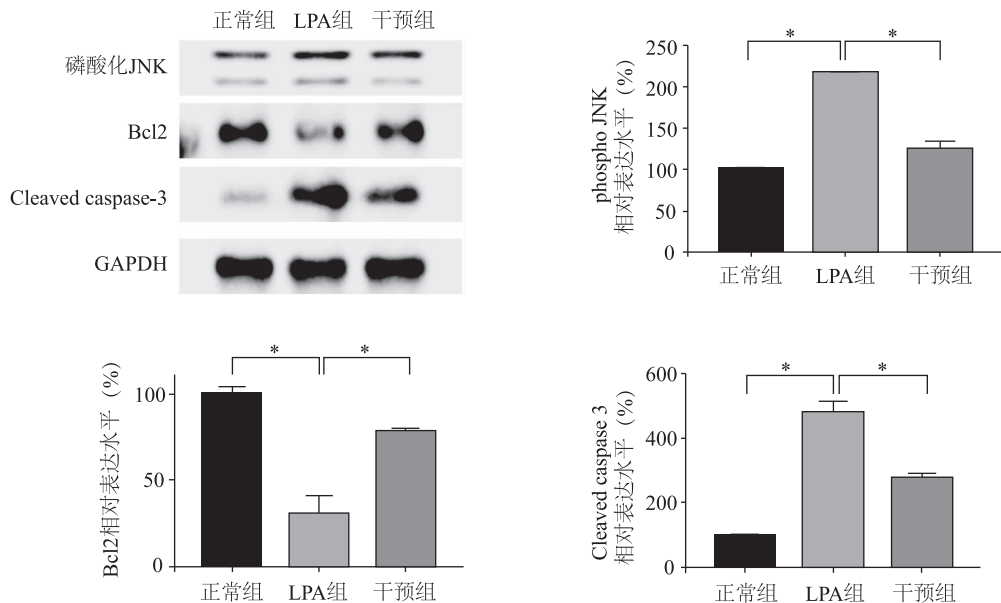 正常组 LPA组 干预组
磷酸化JNK
Bcl2
Cleaved caspase-3
GAPDH
phospho JNK
相对表达水平（%）
250
200
150
100
50
0
* *
正常组 LPA组 干预组
Bcl2相对表达水平（%）
100
50
0
* *
正常组 LPA组 干预组
Cleaved caspase 3
相对表达水平（%）
600
400
200
0
* *
正常组 LPA组 干预组